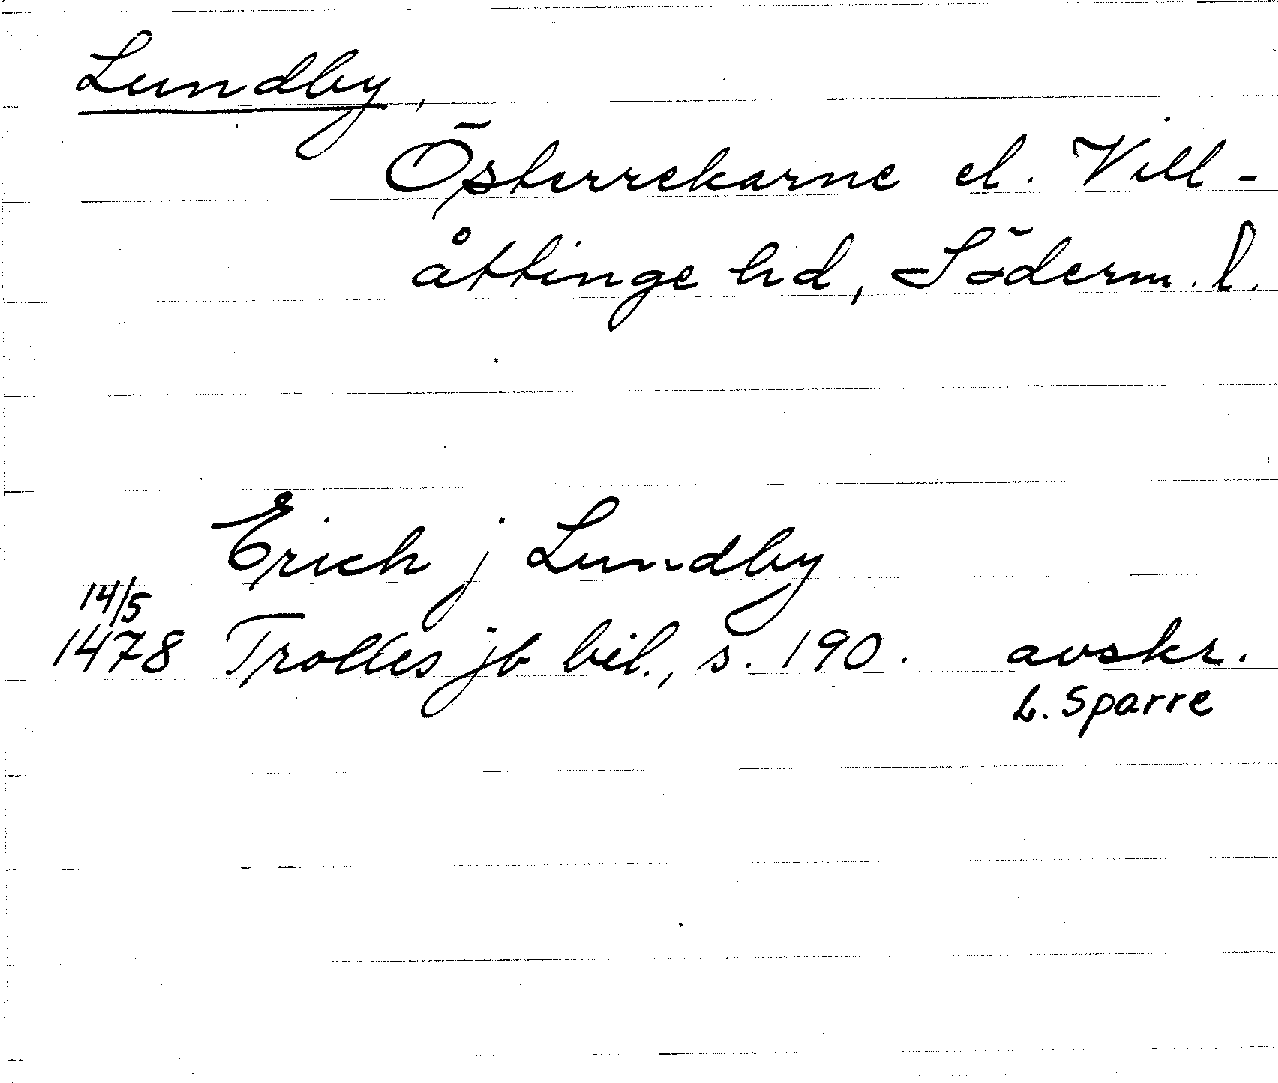 Lundby,
Österrekarne el. Vill-
åttinge hd, Söderm. l.
Erich j Lundby
14/5
1478 Trolles jb bil., s. 190. avskr.
L. Sparre